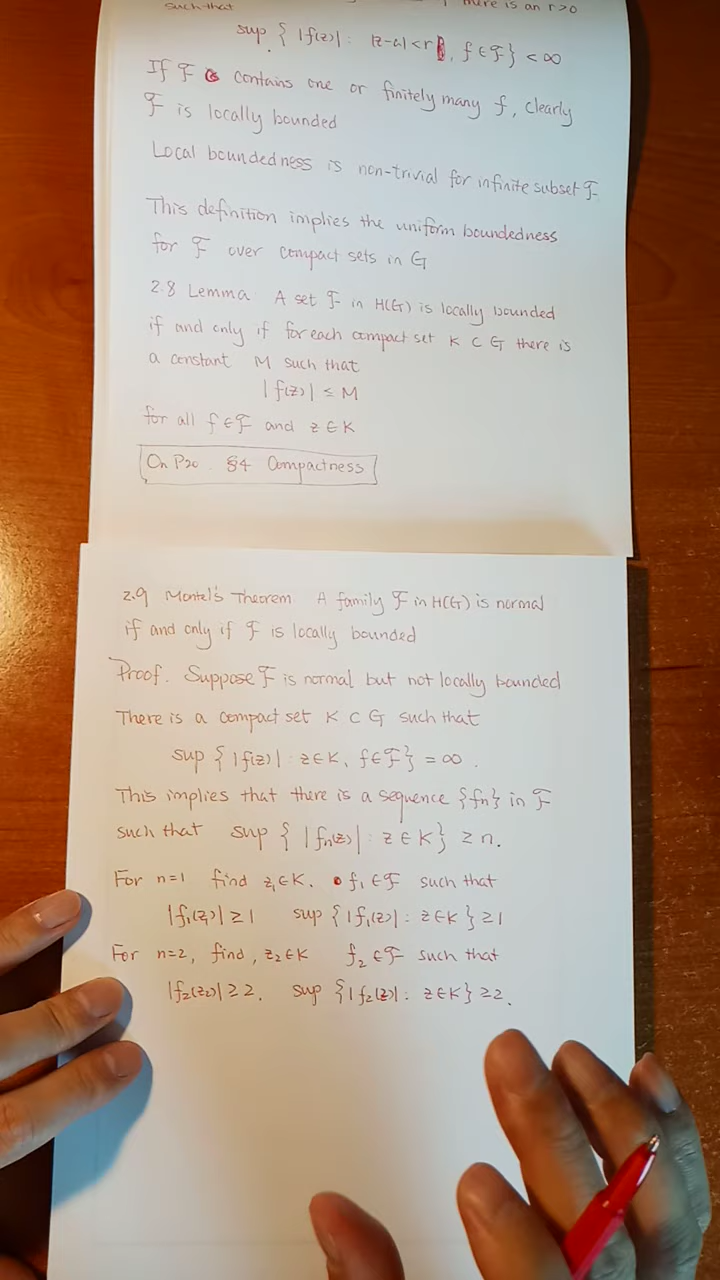 such that there is an r>0
sup { |f(z)| : |z-a|<r, f∈ℱ} < ∞
If ℱ contains one or finitely many f, clearly
ℱ is locally bounded
Local boundedness is non-trivial for infinite subset ℱ
This definition implies the uniform boundedness
for ℱ over compact sets in G
2.8 Lemma A set ℱ in H(G) is locally bounded
if and only if for each compact set K ⊂ G there is
a constant M such that
|f(z)| ≤ M
for all f∈ℱ and z∈K
On P20. §4 Compactness
2.9 Montel's Theorem A family ℱ in H(G) is normal
if and only if ℱ is locally bounded
Proof. Suppose ℱ is normal but not locally bounded
There is a compact set K ⊂ G such that
sup { |f(z)| : z∈K, f∈ℱ} = ∞.
This implies that there is a sequence {fn} in ℱ
such that sup { |fn(z)| : z∈K} ≥ n.
For n=1 find z₁∈K, f₁∈ℱ such that
|f₁(z₁)| ≥ 1 sup { |f₁(z)| : z∈K} ≥ 1
For n=2, find, z₂∈K f₂∈ℱ such that
|f₂(z₂)| ≥ 2. sup { |f₂(z)| : z∈K} ≥ 2.